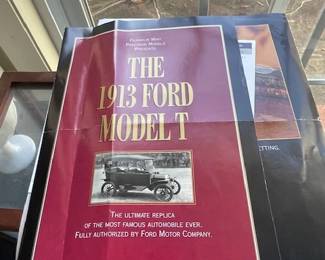 Franklin Mint
Precision Models
Presents
THE
1913 FORD
MODEL T
The ultimate replica
of the most famous automobile ever.
Fully authorized by Ford Motor Company.
ETTING.